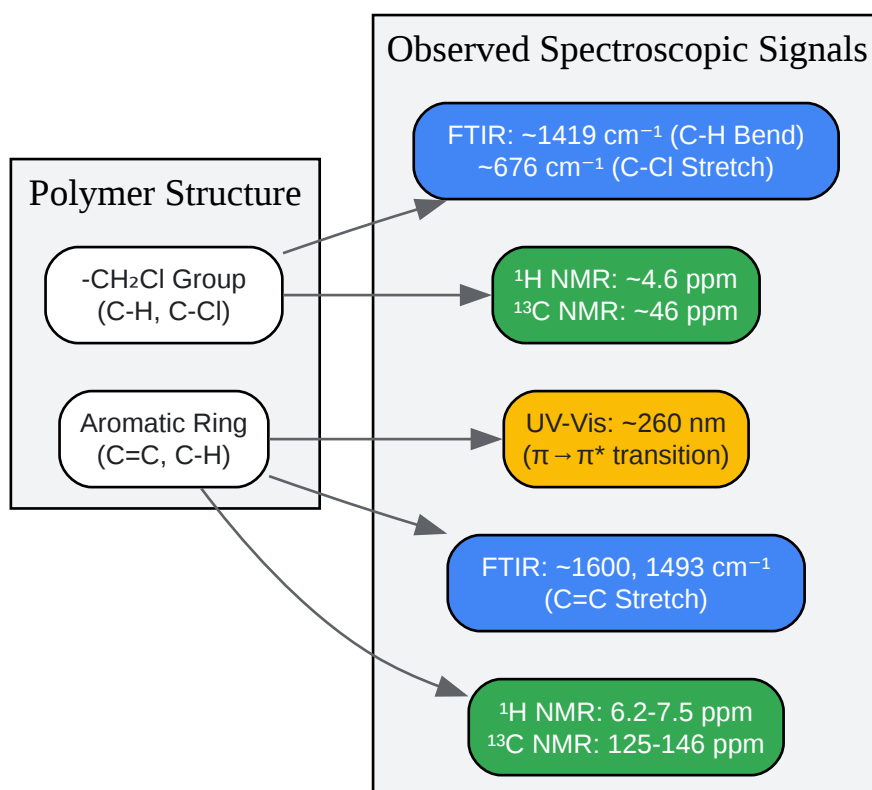 Observed Spectroscopic Signals
FTIR: ~1419 cm⁻¹ (C-H Bend)
~676 cm⁻¹ (C-Cl Stretch)
Polymer Structure
-CH₂Cl Group
(C-H, C-Cl)
¹H NMR: ~4.6 ppm
¹³C NMR: ~46 ppm
Aromatic Ring
(C=C, C-H)
UV-Vis: ~260 nm
(π→π* transition)
FTIR: ~1600, 1493 cm⁻¹
(C=C Stretch)
¹H NMR: 6.2-7.5 ppm
¹³C NMR: 125-146 ppm